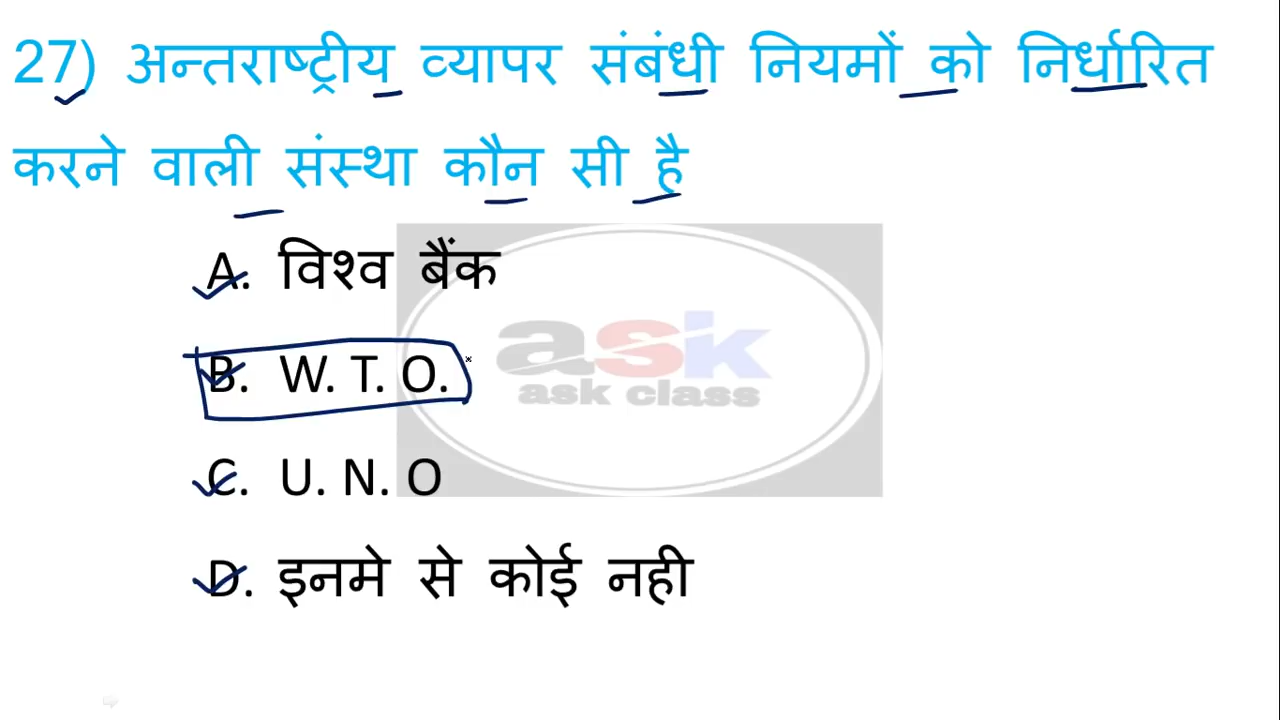 27) अन्तराष्ट्रीय व्यापर संबंधी नियमों को निर्धारित
करने वाली संस्था कौन सी है
A. विश्व बैंक
B. W. T. O.
C. U. N. O
D. इनमे से कोई नही
ask
ask class